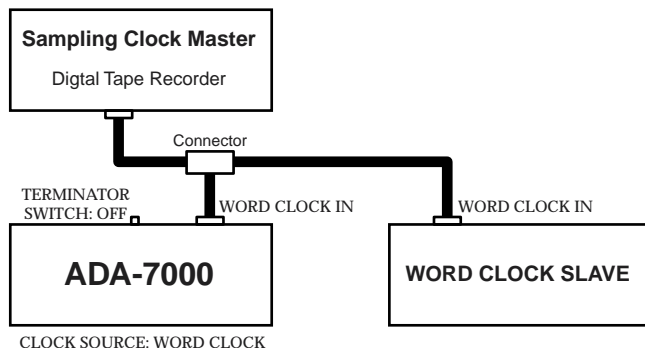 Sampling Clock Master
Digtal Tape Recorder
Connector
TERMINATOR
SWITCH: OFF
WORD CLOCK IN
WORD CLOCK IN
ADA-7000
WORD CLOCK SLAVE
CLOCK SOURCE: WORD CLOCK